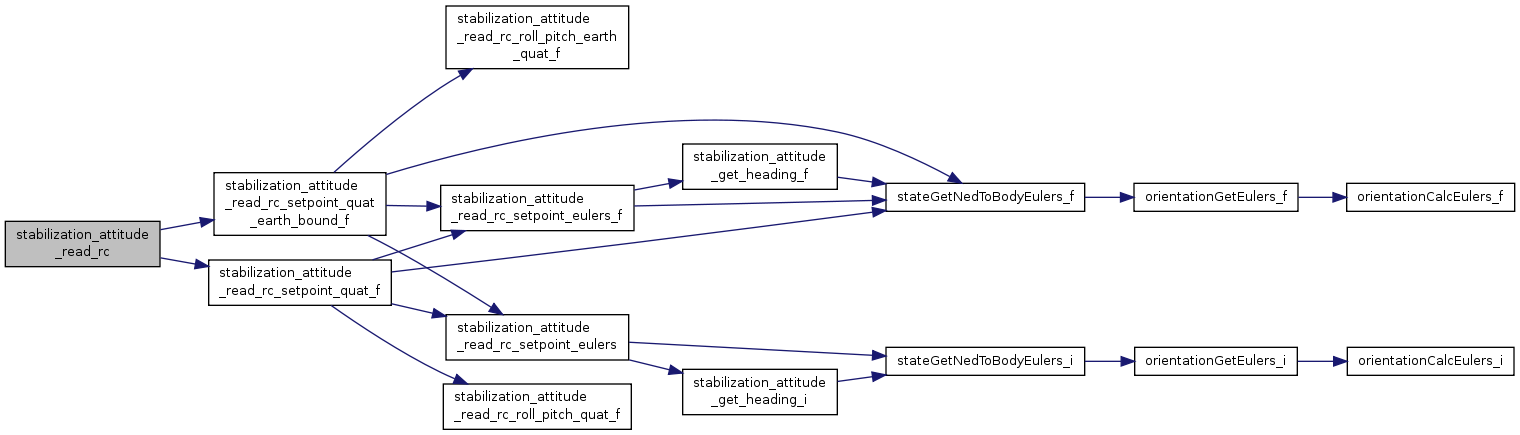 stabilization_attitude
_read_rc
stabilization_attitude
_read_rc_setpoint_quat
_earth_bound_f
stabilization_attitude
_read_rc_setpoint_quat_f
stabilization_attitude
_read_rc_roll_pitch_earth
_quat_f
stabilization_attitude
_read_rc_setpoint_eulers_f
stabilization_attitude
_read_rc_setpoint_eulers
stabilization_attitude
_read_rc_roll_pitch_quat_f
stabilization_attitude
_get_heading_f
stabilization_attitude
_get_heading_i
stateGetNedToBodyEulers_f
orientationGetEulers_f
orientationCalcEulers_f
stateGetNedToBodyEulers_i
orientationGetEulers_i
orientationCalcEulers_i